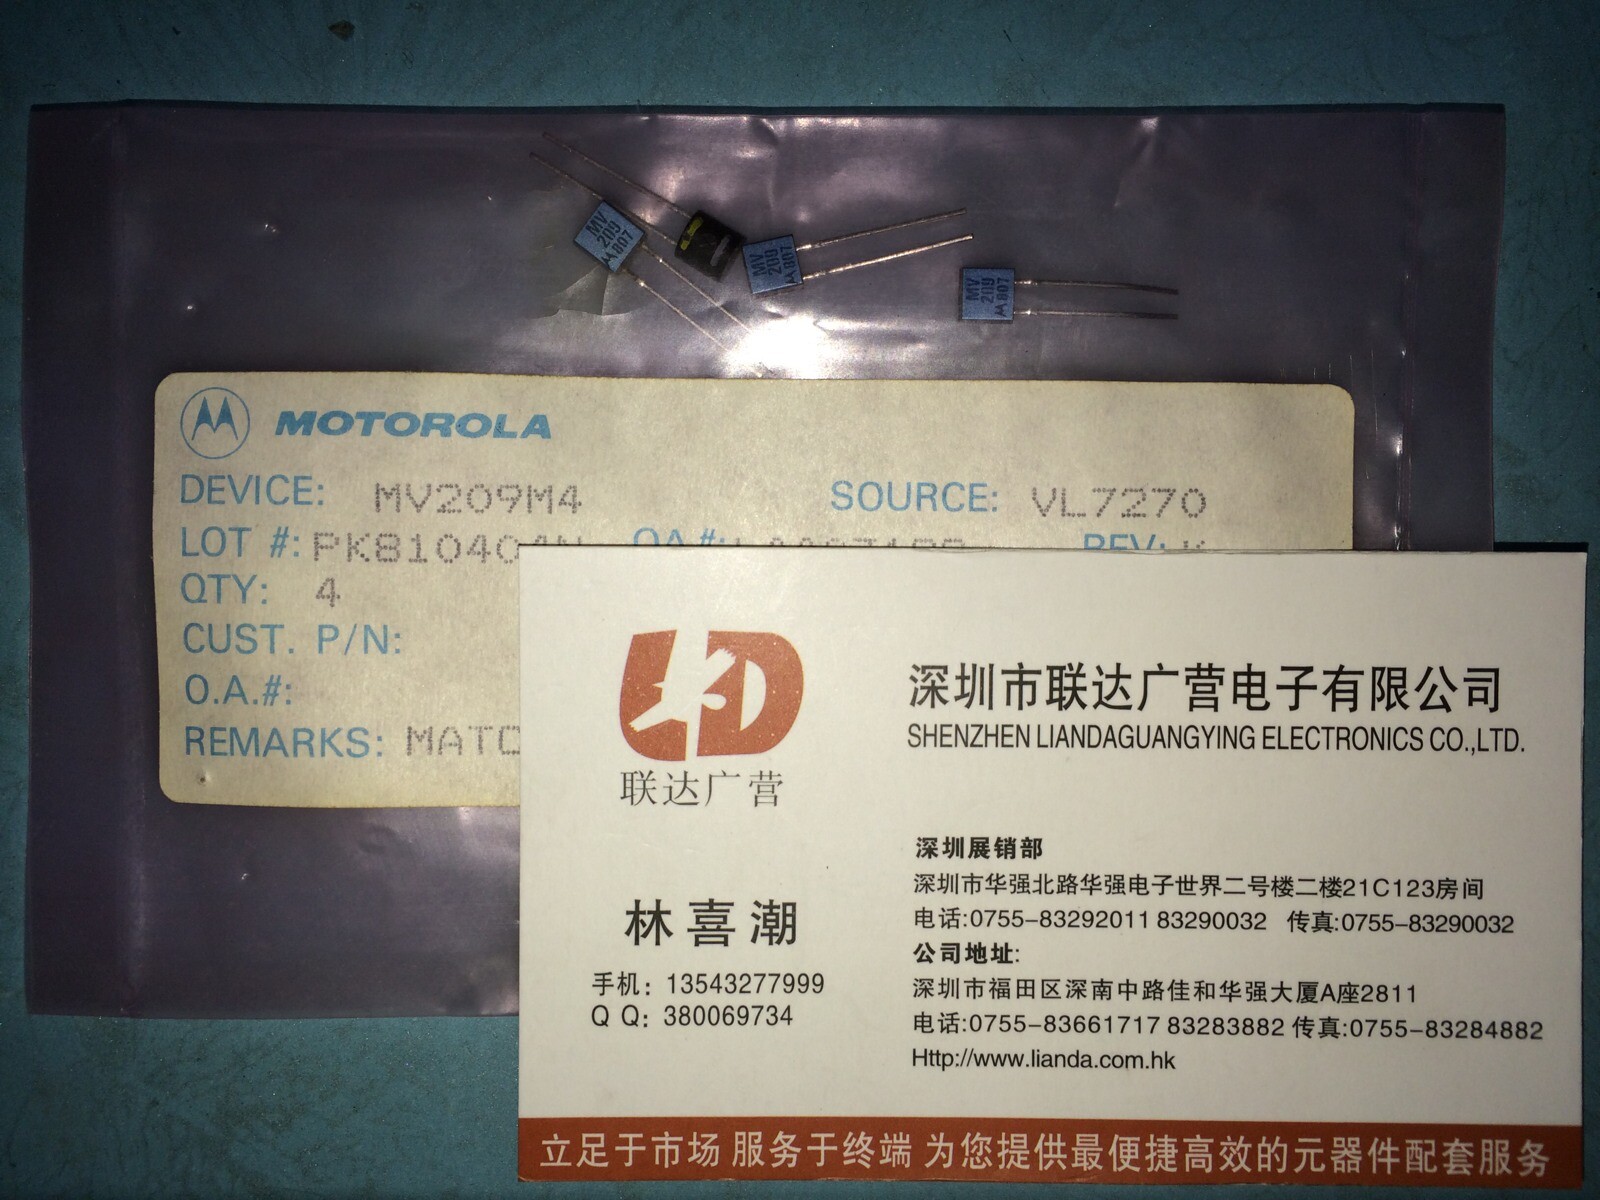 MV
209
807
MV
209
807
MV
209
807
MOTOROLA
DEVICE: MV209M4
SOURCE: VL7270
LOT #:
QTY: 4
CUST. P/N:
O.A.#:
REMARKS:
联达广营
深圳市联达广营电子有限公司
SHENZHEN LIANDAGUANGYING ELECTRONICS CO.,LTD.
林喜潮
手机：13543277999
Q Q：380069734
深圳展销部
深圳市华强北路华强电子世界二号楼二楼21C123房间
电话:0755-83292011 83290032 传真:0755-83290032
公司地址:
深圳市福田区深南中路佳和华强大厦A座2811
电话:0755-83661717 83283882 传真:0755-83284882
Http://www.lianda.com.hk
立足于市场 服务于终端 为您提供最便捷高效的元器件配套服务